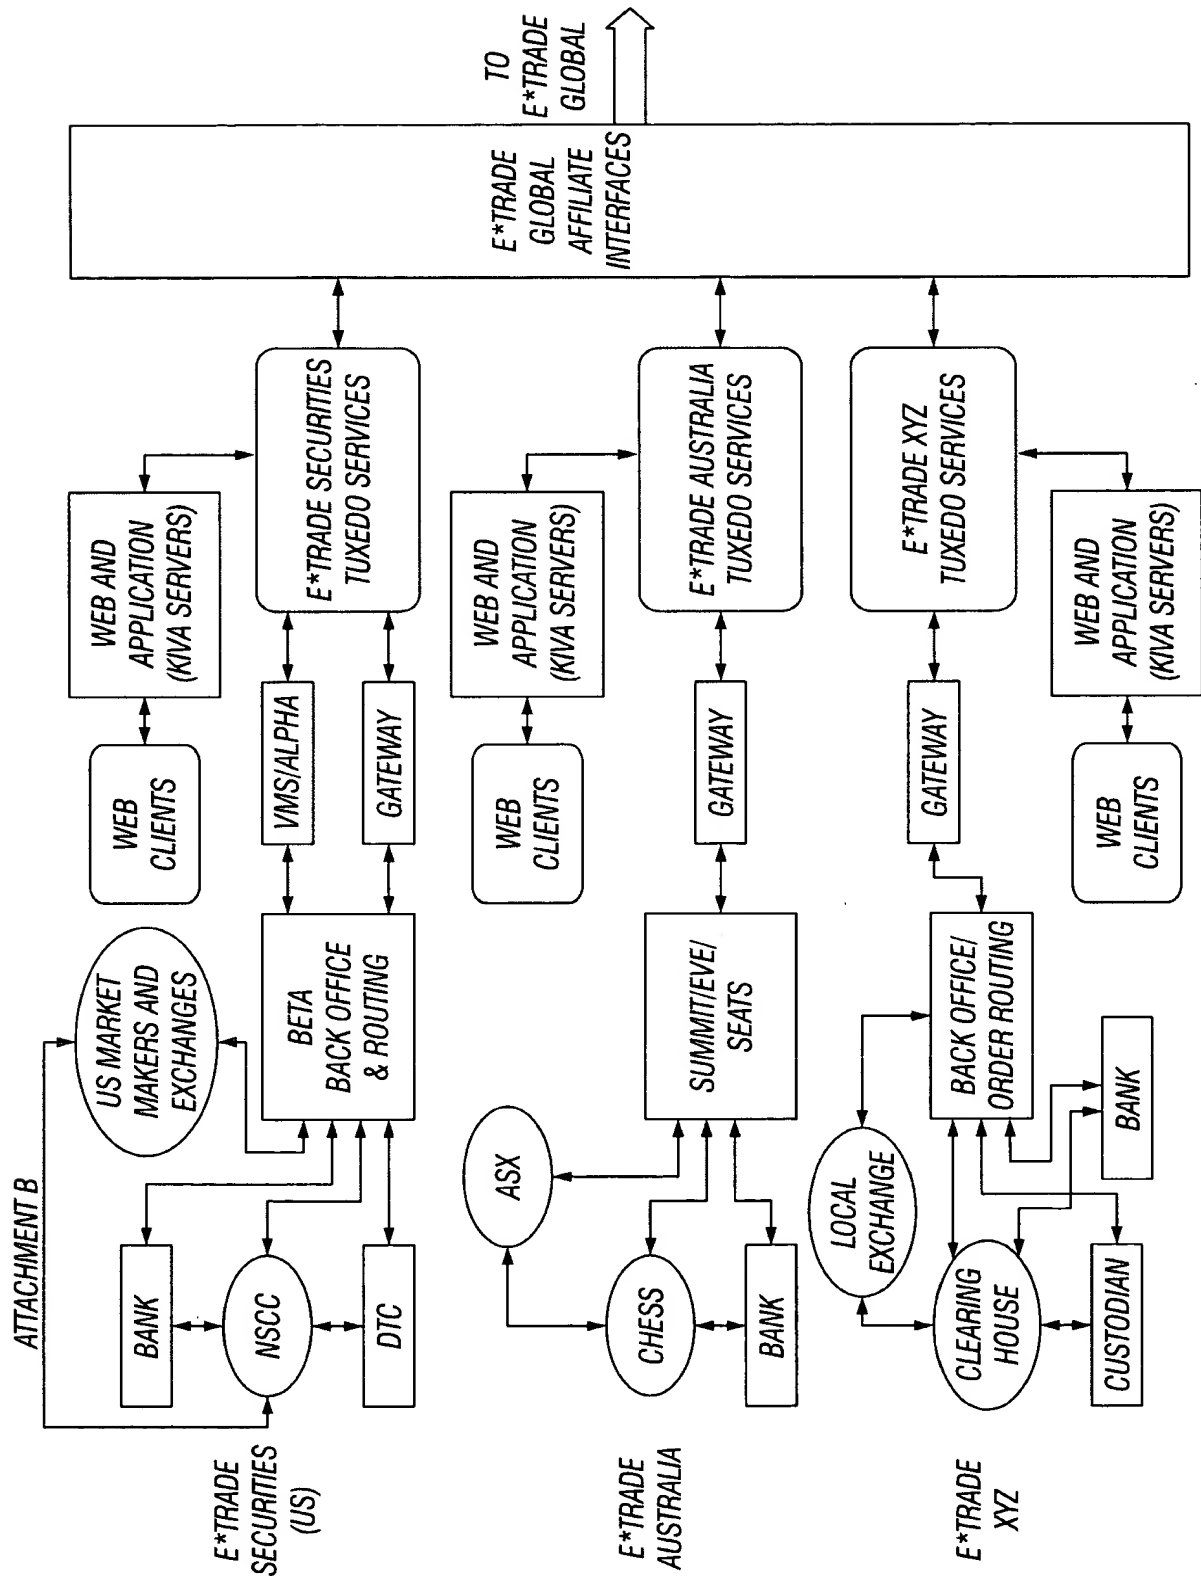 ATTACHMENT B
E*TRADE
SECURITIES
(US)
BANK
NSCC
DTC
US MARKET
MAKERS AND
EXCHANGES
BETA
BACK OFFICE
& ROUTING
WEB
CLIENTS
VMS/ALPHA
GATEWAY
WEB AND
APPLICATION
(KIVA SERVERS)
E*TRADE SECURITIES
TUXEDO SERVICES
E*TRADE
AUSTRALIA
CHESS
BANK
ASX
SUMMIT/EVE/
SEATS
WEB
CLIENTS
GATEWAY
WEB AND
APPLICATION
(KIVA SERVERS)
E*TRADE AUSTRALIA
TUXEDO SERVICES
E*TRADE
XYZ
CLEARING
HOUSE
CUSTODIAN
LOCAL
EXCHANGE
BANK
BACK OFFICE/
ORDER ROUTING
GATEWAY
WEB
CLIENTS
WEB AND
APPLICATION
(KIVA SERVERS)
E*TRADE XYZ
TUXEDO SERVICES
E*TRADE
GLOBAL
AFFILIATE
INTERFACES
TO
E*TRADE
GLOBAL